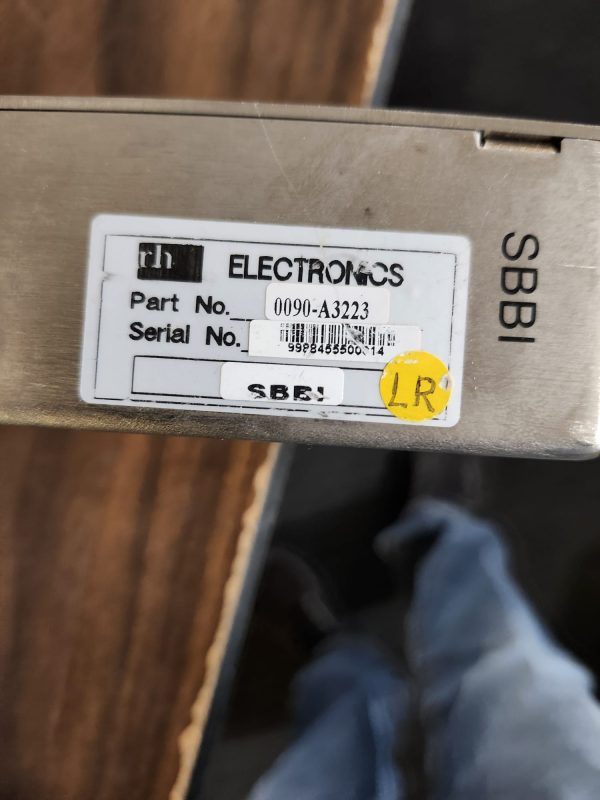 rh ELECTRONICS
Part No. 0090-A3223
Serial No.
SBBI
LR
SBBI